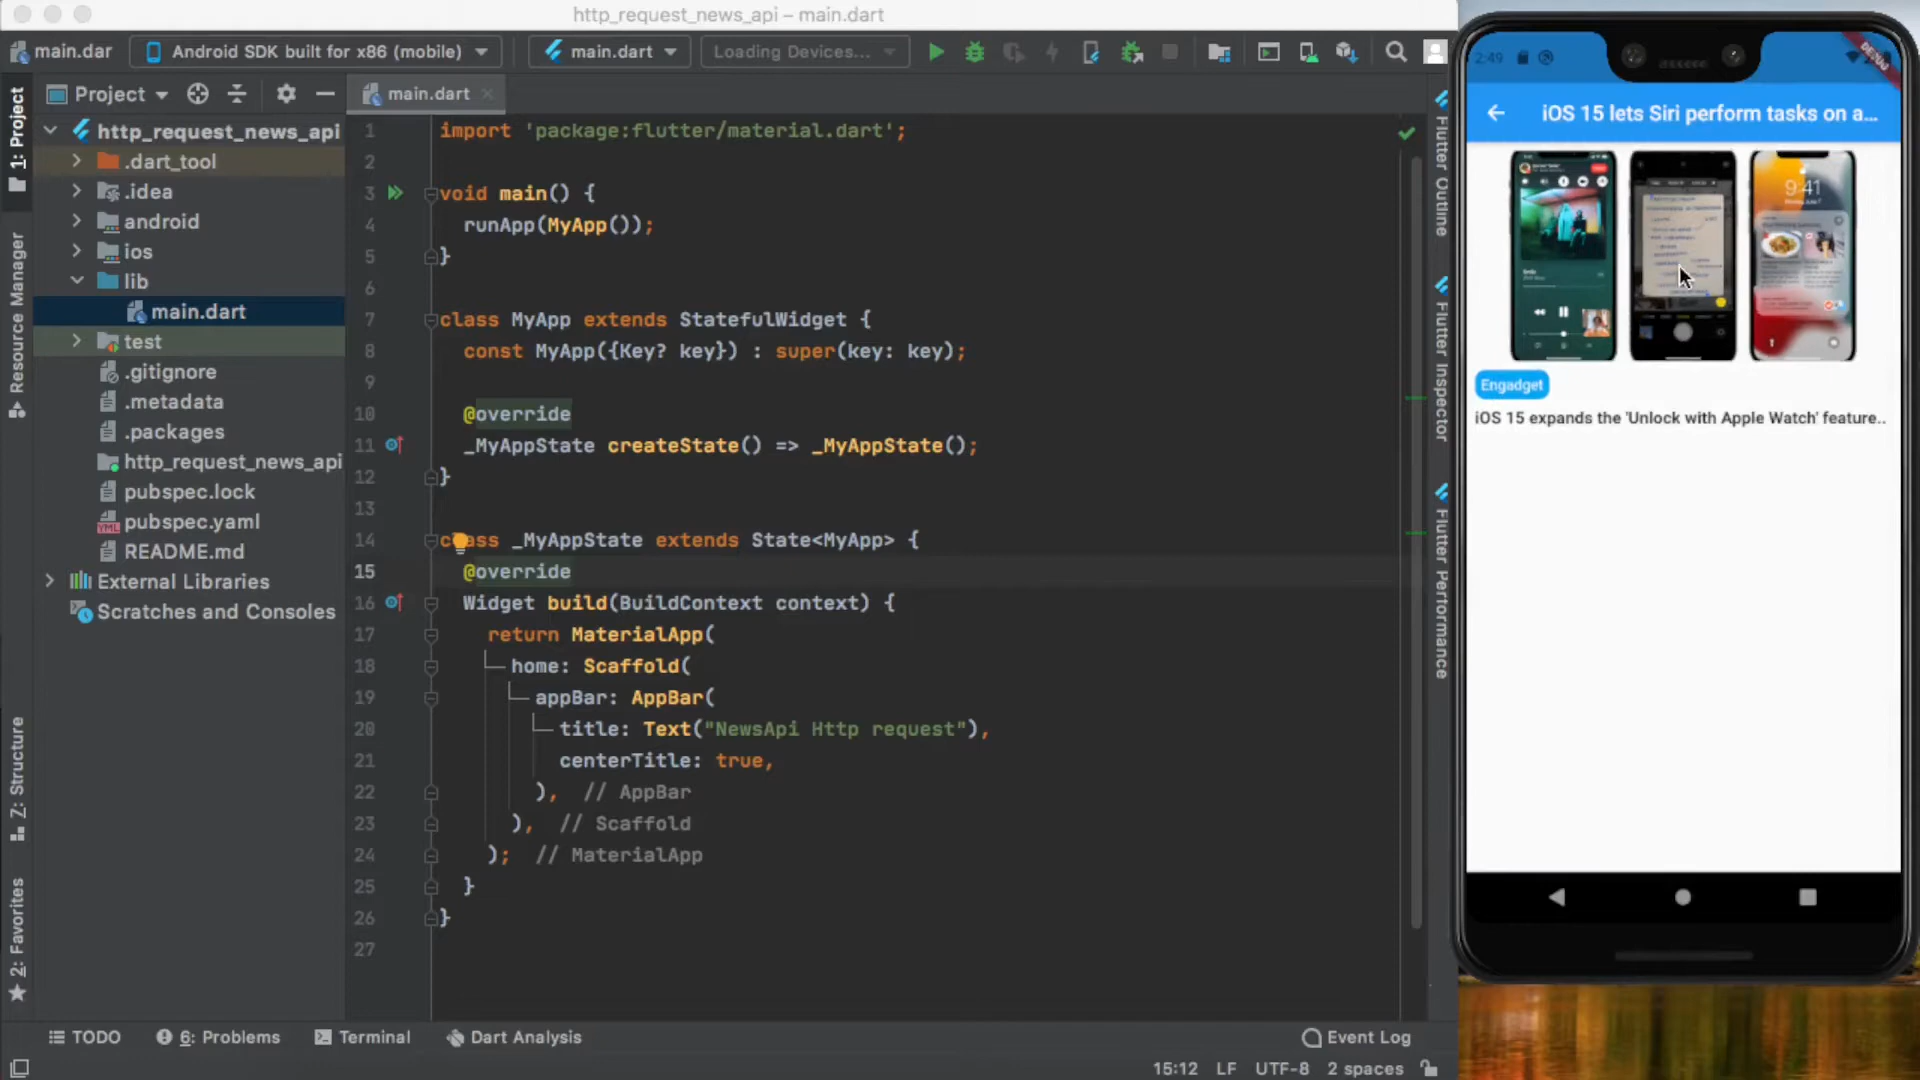 http_request_news_api – main.dart
main.dar
Android SDK built for x86 (mobile)
main.dart
Loading Devices...
1: Project
Resource Manager
Z: Structure
2: Favorites
Project
http_request_news_api
.dart_tool
.idea
android
ios
lib
main.dart
test
.gitignore
.metadata
.packages
http_request_news_api
pubspec.lock
pubspec.yaml
README.md
External Libraries
Scratches and Consoles
main.dart
1 import 'package:flutter/material.dart';
2
3 void main() {
4 runApp(MyApp());
5 }
6
7 class MyApp extends StatefulWidget {
8 const MyApp({Key? key}) : super(key: key);
9
10 @override
11 _MyAppState createState() => _MyAppState();
12 }
13
14 class _MyAppState extends State<MyApp> {
15 @override
16 Widget build(BuildContext context) {
17 return MaterialApp(
18 home: Scaffold(
19 appBar: AppBar(
20 title: Text("NewsApi Http request"),
21 centerTitle: true,
22 ), // AppBar
23 ), // Scaffold
24 ); // MaterialApp
25 }
26 }
27
Flutter Outline
Flutter Inspector
Flutter Performance
TODO
6: Problems
Terminal
Dart Analysis
Event Log
15:12 LF UTF-8 2 spaces
2:49
DEBUG
iOS 15 lets Siri perform tasks on a...
9:41
Engadget
iOS 15 expands the 'Unlock with Apple Watch' feature..